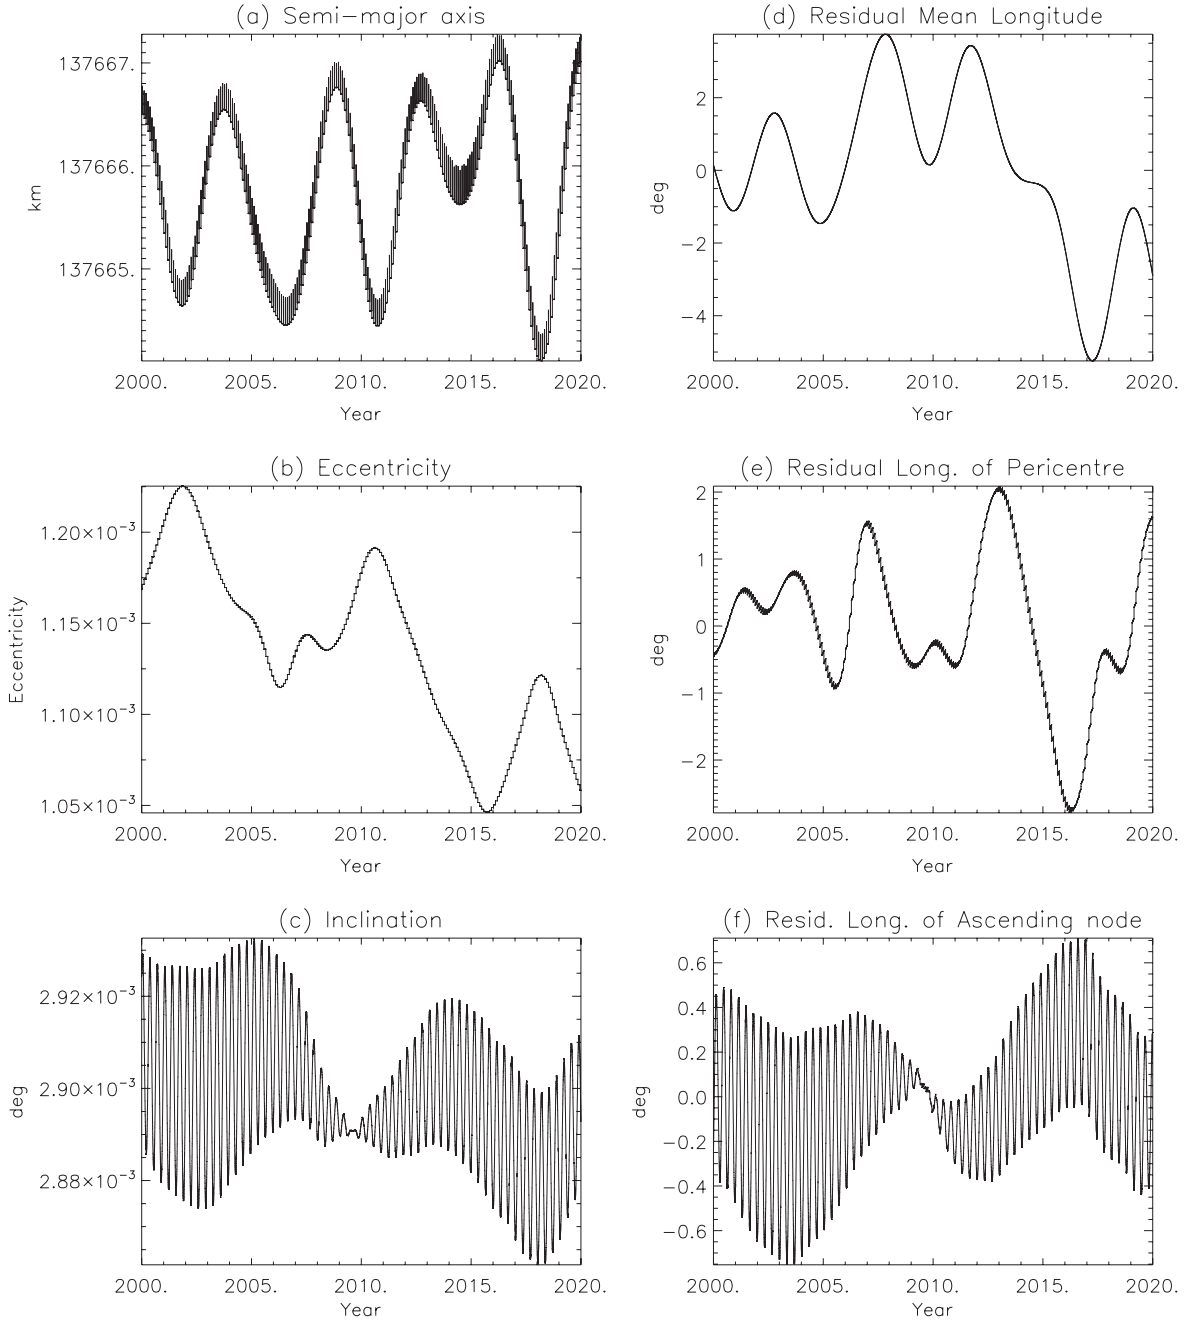 (a) Semi-major axis
137667.
137666.
137665.
km
2000. 2005. 2010. 2015. 2020.
Year
(d) Residual Mean Longitude
2
0
-2
-4
deg
2000. 2005. 2010. 2015. 2020.
Year
(b) Eccentricity
1.20×10⁻³
1.15×10⁻³
1.10×10⁻³
1.05×10⁻³
Eccentricity
2000. 2005. 2010. 2015. 2020.
Year
(e) Residual Long. of Pericentre
2
1
0
-1
-2
deg
2000. 2005. 2010. 2015. 2020.
Year
(c) Inclination
2.92×10⁻³
2.90×10⁻³
2.88×10⁻³
deg
2000. 2005. 2010. 2015. 2020.
Year
(f) Resid. Long. of Ascending node
0.6
0.4
0.2
0.0
-0.2
-0.4
-0.6
deg
2000. 2005. 2010. 2015. 2020.
Year